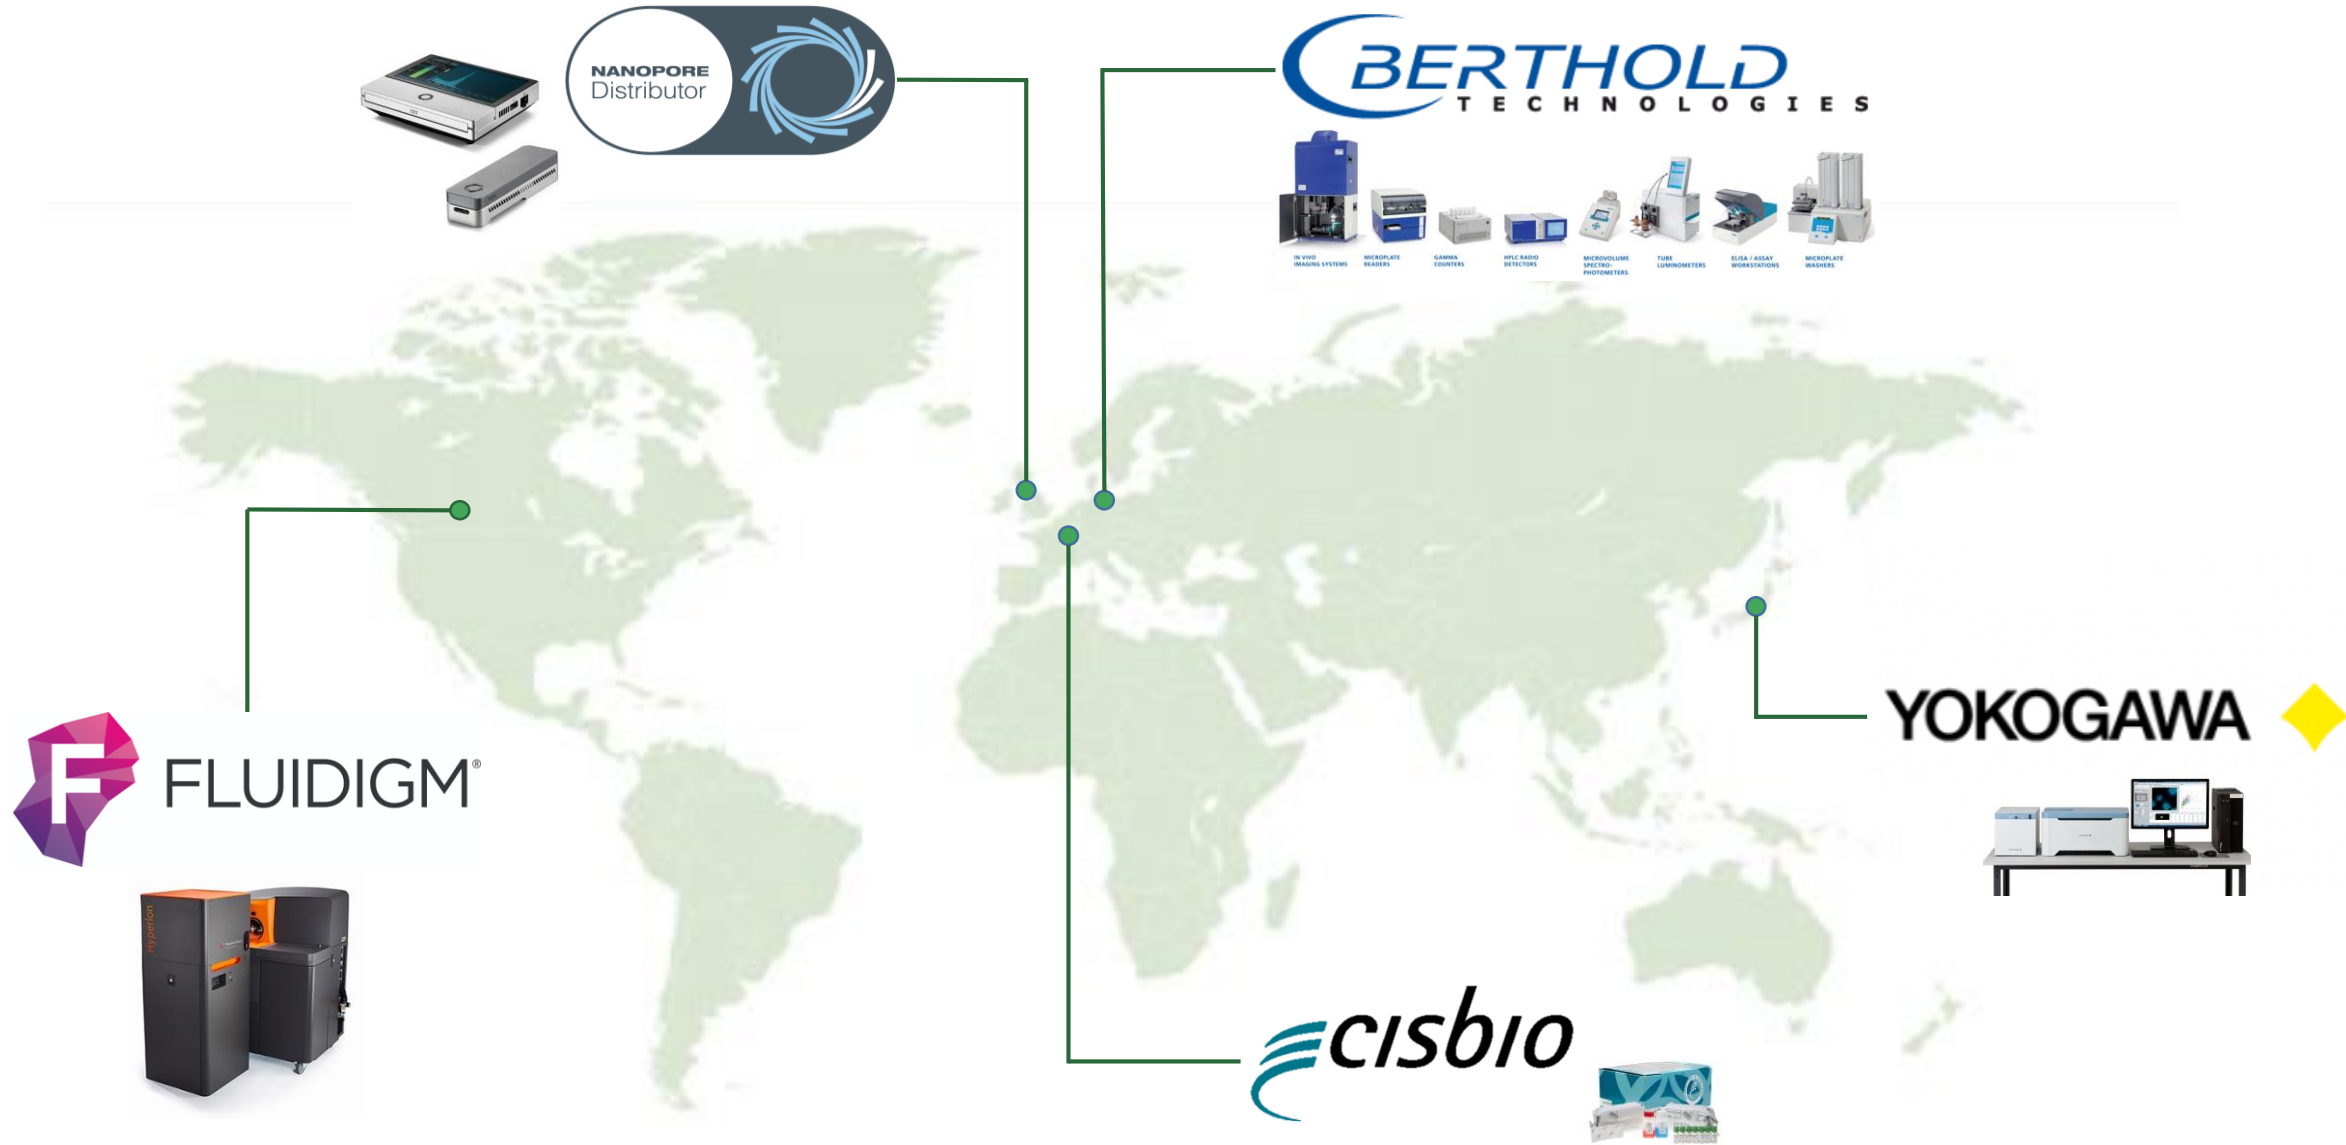 NANOPORE
Distributor
BERTHOLD
TECHNOLOGIES
IN VIVO
IMAGING SYSTEMS
MICROPLATE
READERS
GAMMA
COUNTERS
HPLC RADIO
DETECTORS
MICROVOLUME
SPECTRO-
PHOTOMETERS
TUBE
LUMINOMETERS
ELISA / ASSAY
WORKSTATIONS
MICROPLATE
WASHERS
F FLUIDIGM®
Hyperion
YOKOGAWA
cisbio